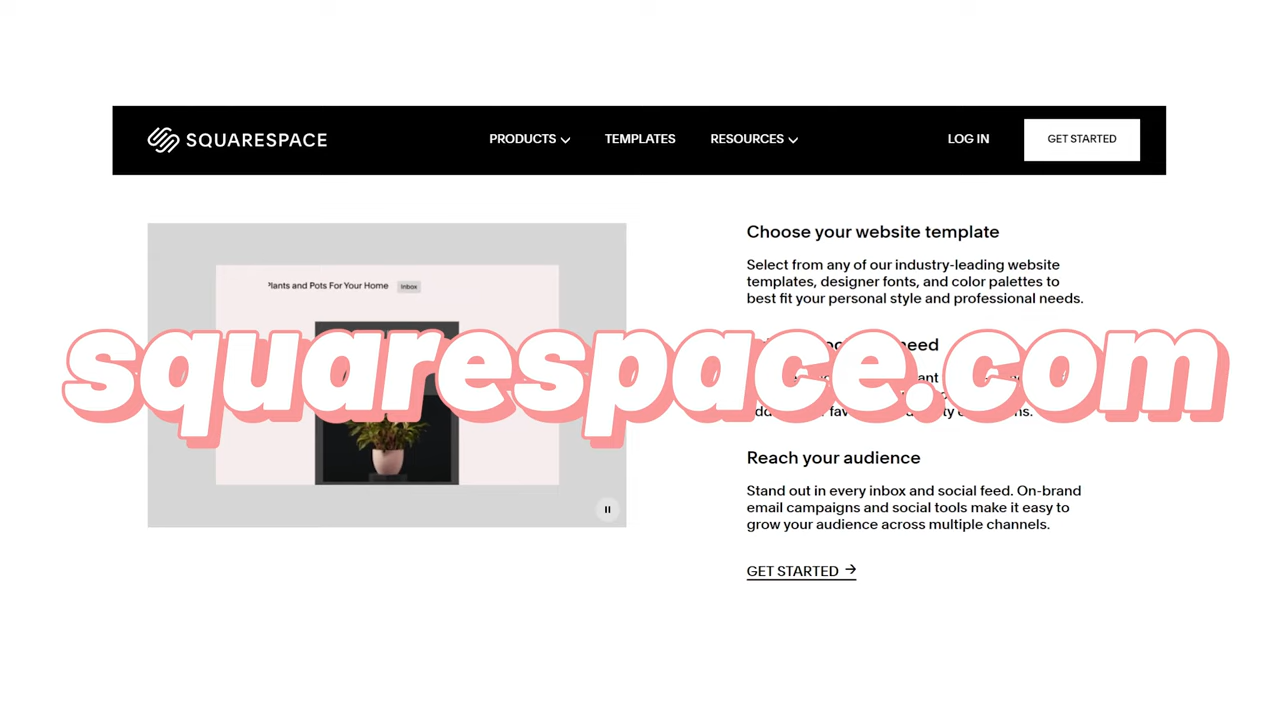 SQUARESPACE
PRODUCTS
TEMPLATES
RESOURCES
LOG IN
GET STARTED
Plants and Pots For Your Home
Inbox
squarespace.com
Choose your website template
Select from any of our industry-leading website
templates, designer fonts, and color palettes to
best fit your personal style and professional needs.
need
Reach your audience
Stand out in every inbox and social feed. On-brand
email campaigns and social tools make it easy to
grow your audience across multiple channels.
GET STARTED →